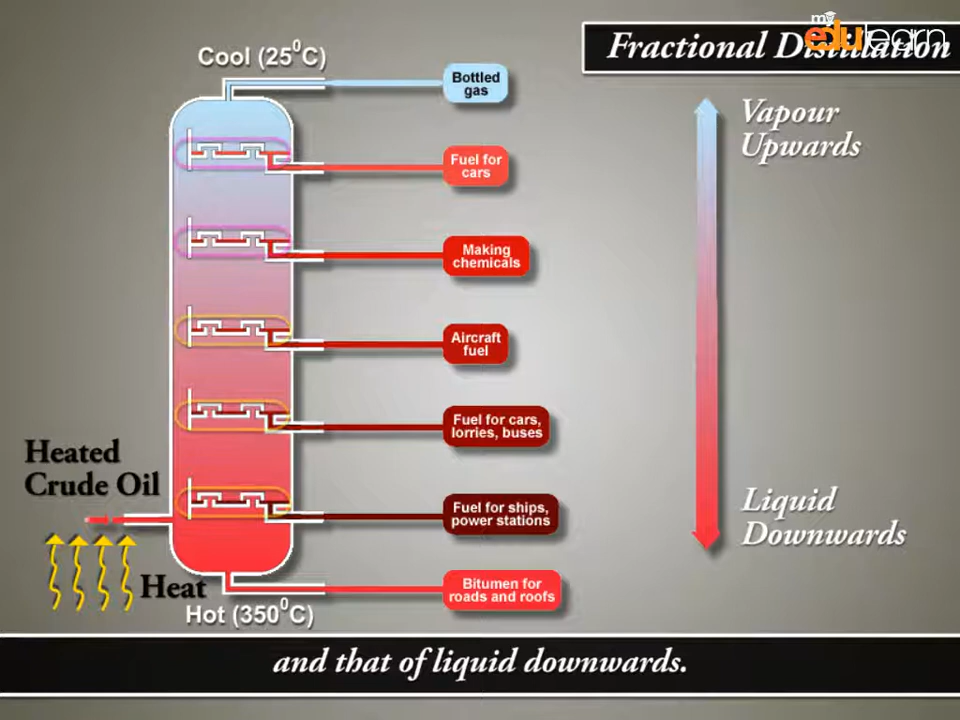 my
edulearn
Fractional Distillation
Cool (25⁰C)
Bottled
gas
Vapour
Upwards
Fuel for
cars
Making
chemicals
Aircraft
fuel
Fuel for cars,
lorries, buses
Heated
Crude Oil
Fuel for ships,
power stations
Liquid
Downwards
Heat
Bitumen for
roads and roofs
Hot (350⁰C)
and that of liquid downwards.